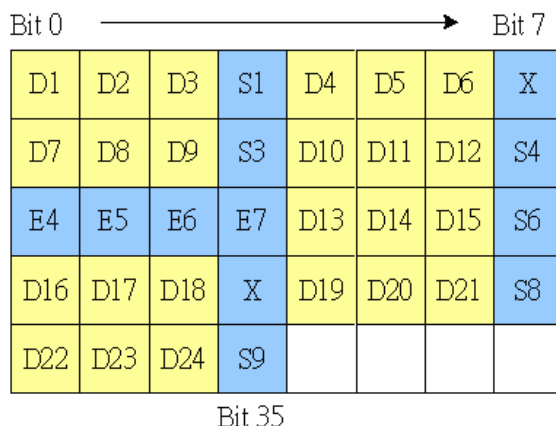 Bit 0 Bit 7
D1 D2 D3 S1 D4 D5 D6 X
D7 D8 D9 S3 D10 D11 D12 S4
E4 E5 E6 E7 D13 D14 D15 S6
D16 D17 D18 X D19 D20 D21 S8
D22 D23 D24 S9
Bit 35